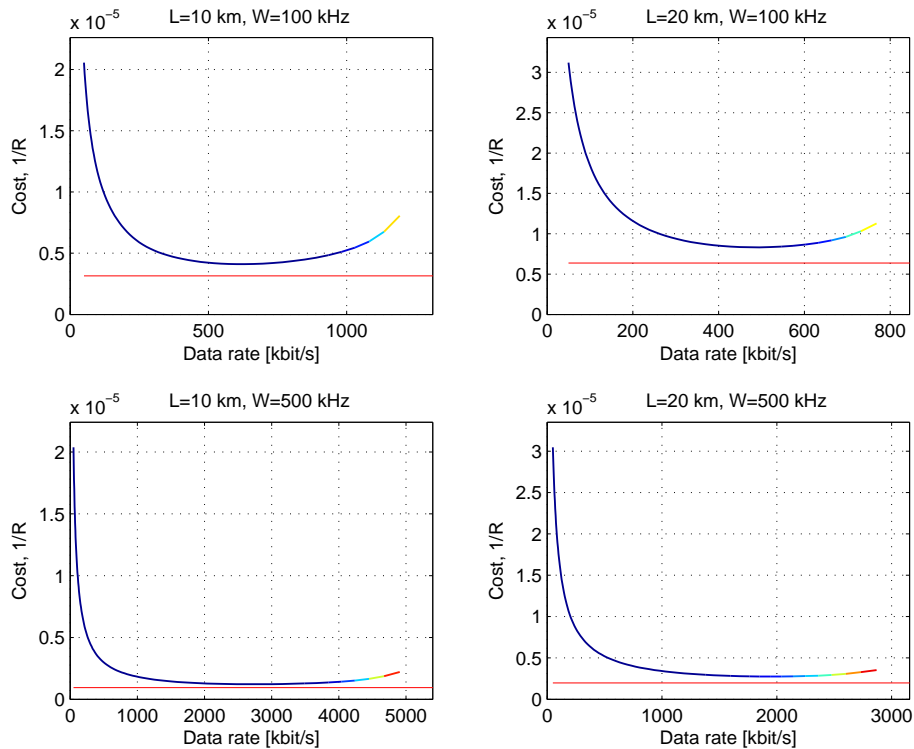 L=10 km, W=100 kHz
x 10⁻⁵
2
1.5
1
0.5
0
Cost, 1/R
0
500
1000
Data rate [kbit/s]
L=20 km, W=100 kHz
x 10⁻⁵
3
2.5
2
1.5
1
0.5
0
Cost, 1/R
0
200
400
600
800
Data rate [kbit/s]
L=10 km, W=500 kHz
x 10⁻⁵
2
1.5
1
0.5
0
Cost, 1/R
0
1000
2000
3000
4000
5000
Data rate [kbit/s]
L=20 km, W=500 kHz
x 10⁻⁵
3
2.5
2
1.5
1
0.5
0
Cost, 1/R
0
1000
2000
3000
Data rate [kbit/s]